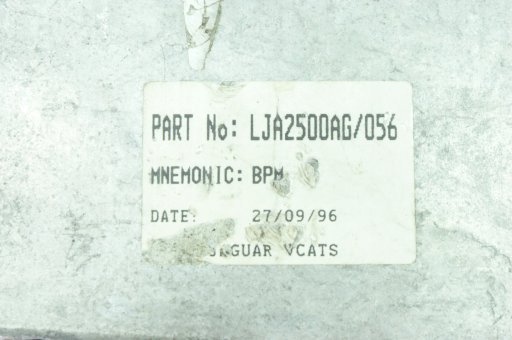 PART No: LJA2500AG/056
MNEMONIC: BPM
DATE: 27/09/96
JAGUAR VCATS